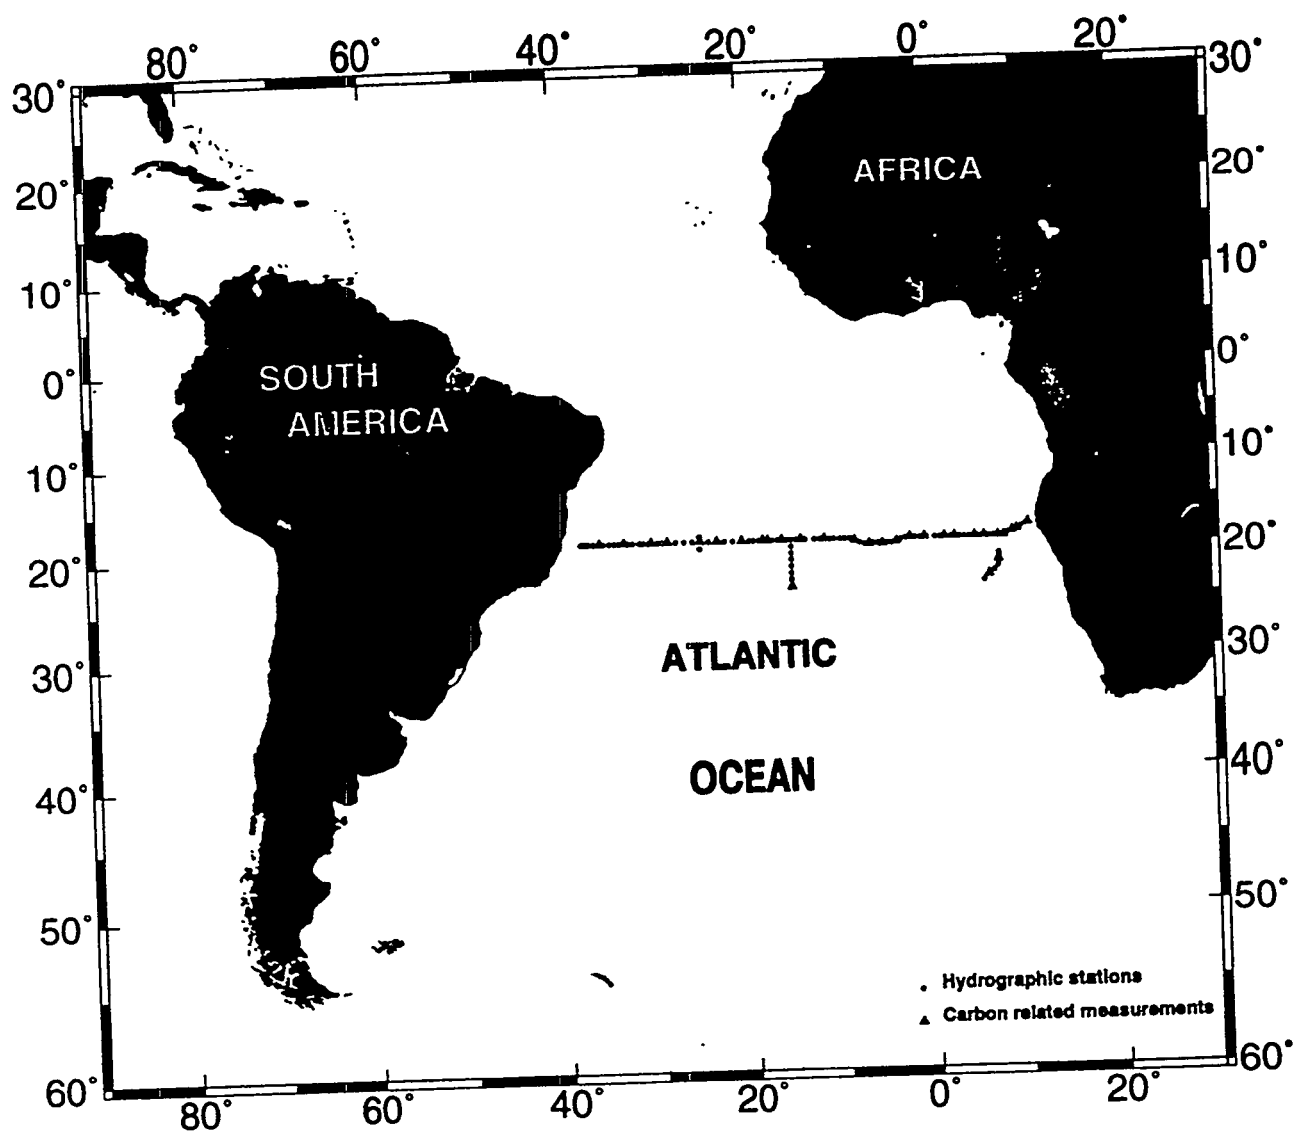 80° 60° 40° 20° 0° 20°
30° 30°
AFRICA 20°
20°
10°
10°
0°
SOUTH
0°
AMERICA
10°
10°
20°
20°
30°
ATLANTIC
30°
40°
OCEAN
40°
50°
50°
Hydrographic stations
Carbon related measurements
60°
60°
80° 60° 40° 20° 0° 20°